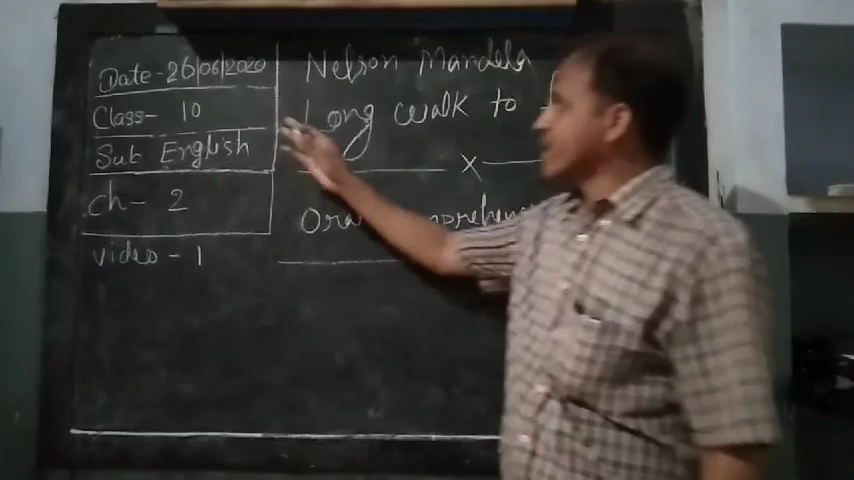 Date - 26/06/2020
Class - 10
Sub English
ch - 2
video - 1
Nelson Mandela
Long walk to
x